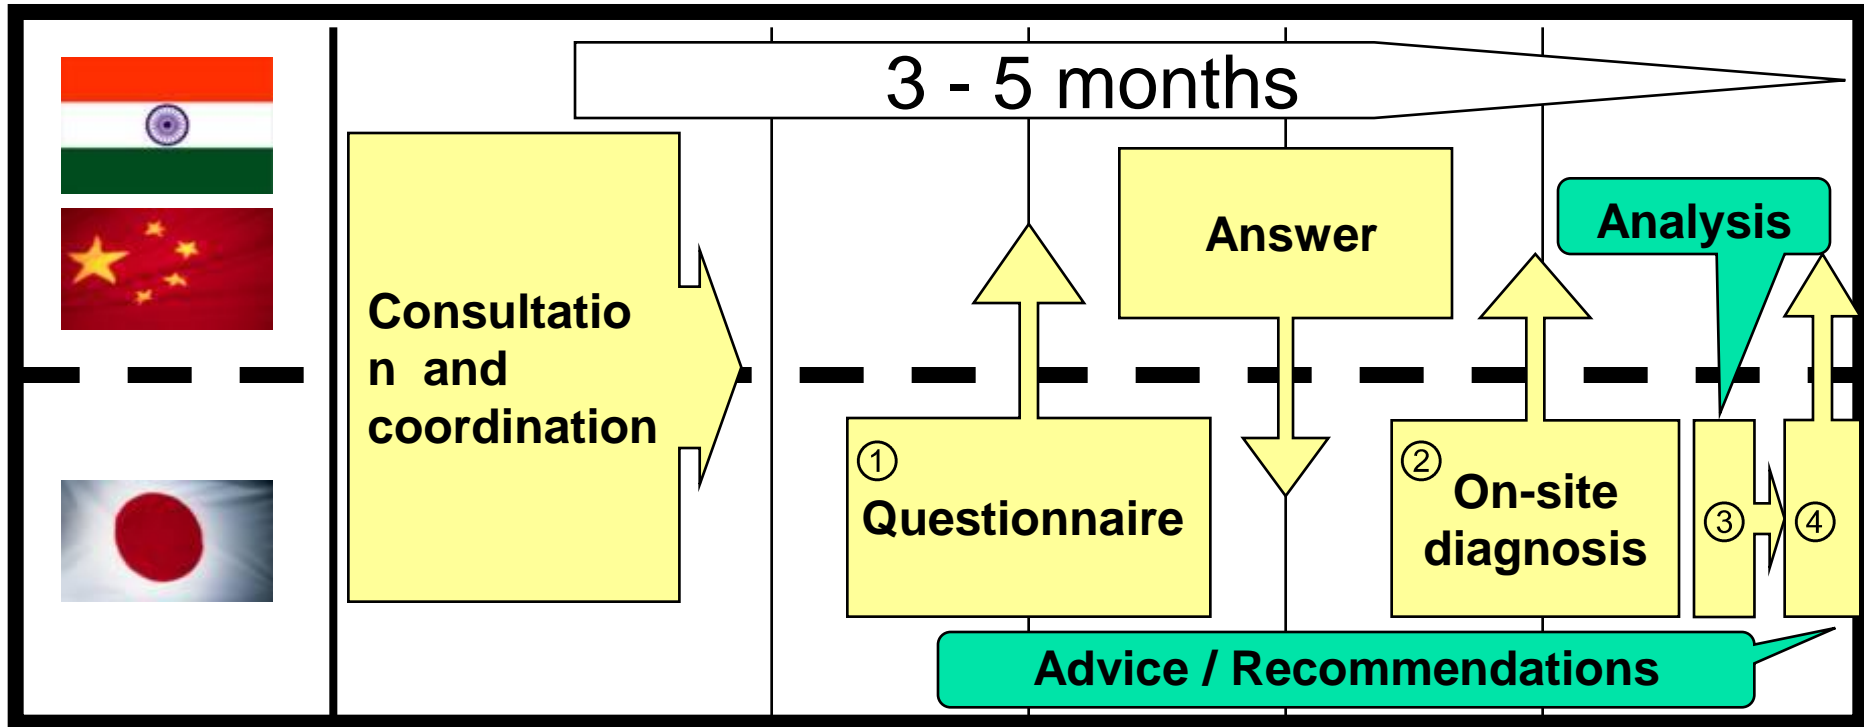 3 - 5 months
Consultatio
n and
coordination
Answer
Analysis
①
Questionnaire
②
On-site
diagnosis
③
④
Advice / Recommendations